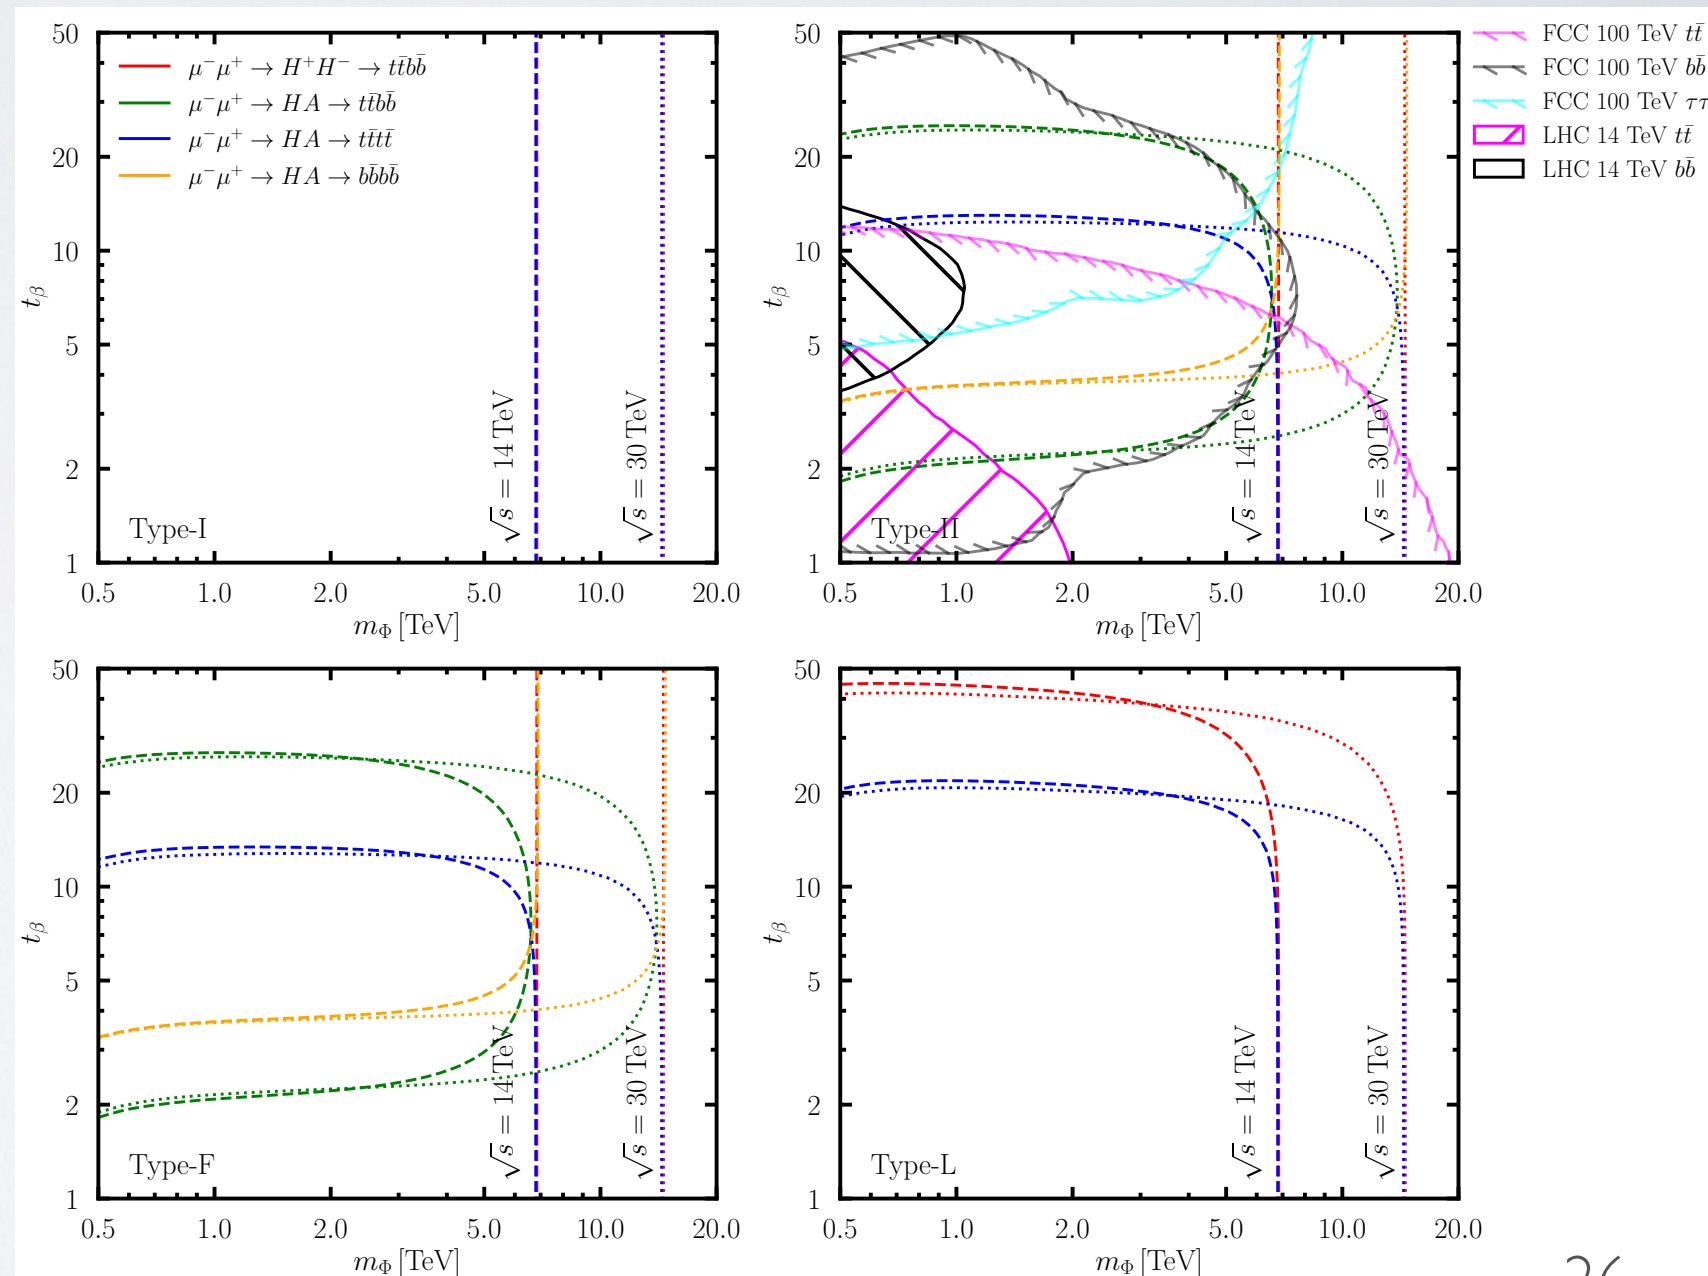 μ⁻μ⁺ → H⁺H⁻ → tt̄bb̄
μ⁻μ⁺ → HA → tt̄bb̄
μ⁻μ⁺ → HA → tt̄tt̄
μ⁻μ⁺ → HA → bb̄bb̄
50
20
10
5
2
1
t_β
√s = 14 TeV
√s = 30 TeV
Type-I
0.5 1.0 2.0 5.0 10.0 20.0
m_Φ [TeV]
50
20
10
5
2
1
t_β
√s = 14 TeV
√s = 30 TeV
Type-II
0.5 1.0 2.0 5.0 10.0 20.0
m_Φ [TeV]
FCC 100 TeV tt̄
FCC 100 TeV bb̄
FCC 100 TeV ττ
LHC 14 TeV tt̄
LHC 14 TeV bb̄
50
20
10
5
2
1
t_β
√s = 14 TeV
√s = 30 TeV
Type-F
0.5 1.0 2.0 5.0 10.0 20.0
m_Φ [TeV]
50
20
10
5
2
1
t_β
√s = 14 TeV
√s = 30 TeV
Type-L
0.5 1.0 2.0 5.0 10.0 20.0
m_Φ [TeV]